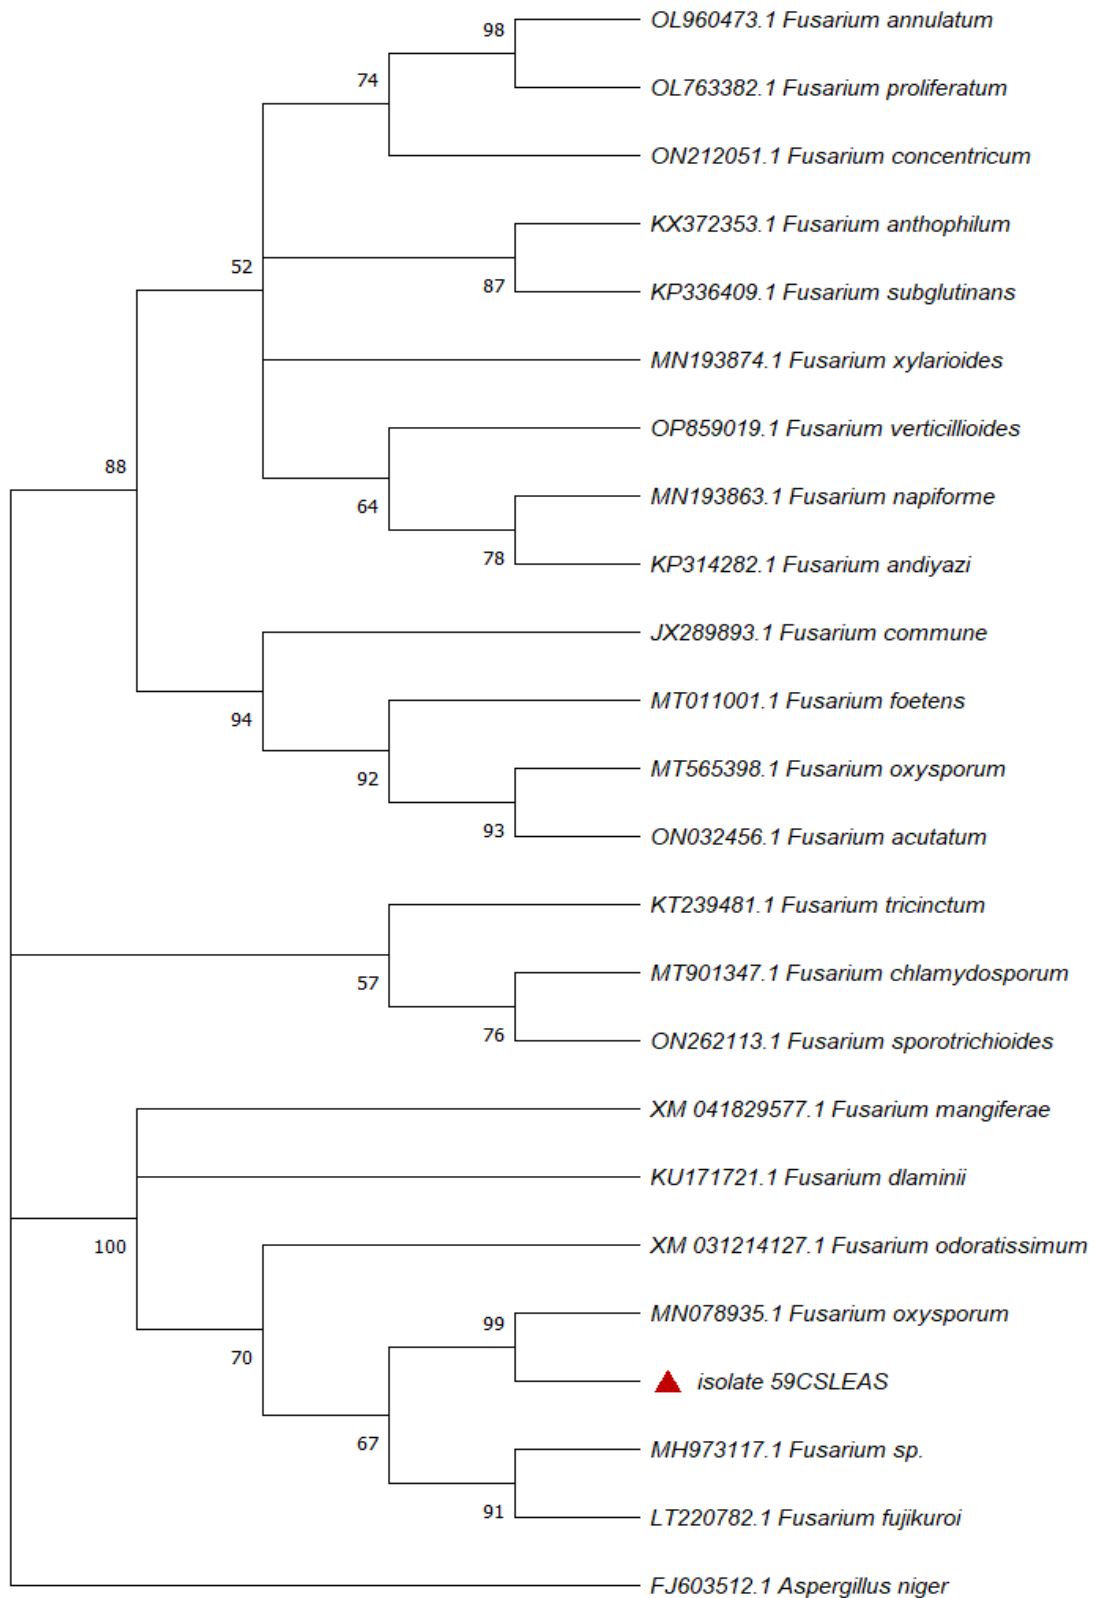 OL960473.1 Fusarium annulatum
98
74
OL763382.1 Fusarium proliferatum
ON212051.1 Fusarium concentricum
KX372353.1 Fusarium anthophilum
52
87
KP336409.1 Fusarium subglutinans
MN193874.1 Fusarium xylarioides
OP859019.1 Fusarium verticillioides
88
64
MN193863.1 Fusarium napiforme
78
KP314282.1 Fusarium andiyazi
JX289893.1 Fusarium commune
94
MT011001.1 Fusarium foetens
92
MT565398.1 Fusarium oxysporum
93
ON032456.1 Fusarium acutatum
KT239481.1 Fusarium tricinctum
57
MT901347.1 Fusarium chlamydosporum
76
ON262113.1 Fusarium sporotrichioides
XM 041829577.1 Fusarium mangiferae
KU171721.1 Fusarium dlaminii
100
XM 031214127.1 Fusarium odoratissimum
MN078935.1 Fusarium oxysporum
99
70
isolate 59CSLEAS
67
MH973117.1 Fusarium sp.
91
LT220782.1 Fusarium fujikuroi
FJ603512.1 Aspergillus niger